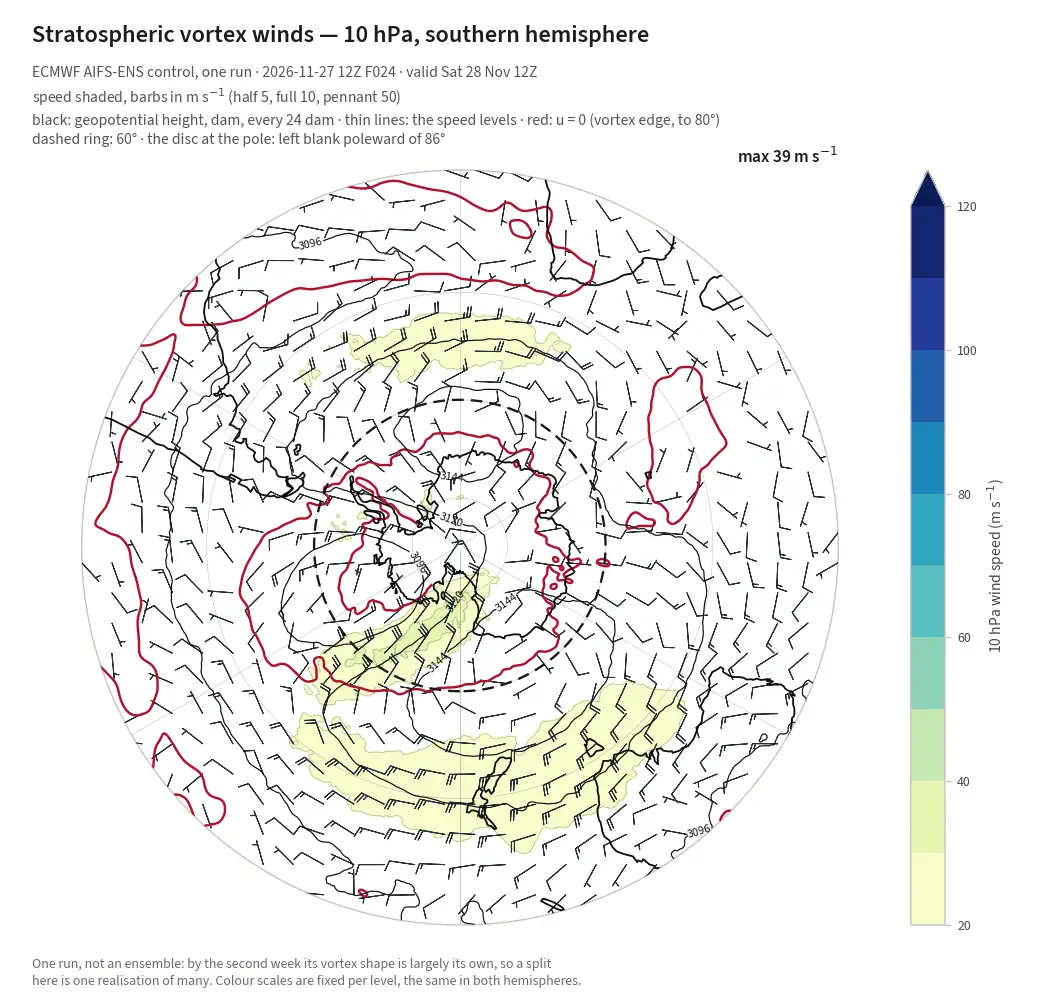 Stratospheric vortex winds — 10 hPa, southern hemisphere
ECMWF AIFS-ENS control, one run · 2026-11-27 12Z F024 · valid Sat 28 Nov 12Z
speed shaded, barbs in m s⁻¹ (half 5, full 10, pennant 50)
black: geopotential height, dam, every 24 dam · thin lines: the speed levels · red: u = 0 (vortex edge, to 80°)
dashed ring: 60° · the disc at the pole: left blank poleward of 86°
max 39 m s⁻¹
120
100
80
60
40
20
10 hPa wind speed (m s⁻¹)
3096
3144
3120
3096
3120
3144
3144
3096
One run, not an ensemble: by the second week its vortex shape is largely its own, so a split
here is one realisation of many. Colour scales are fixed per level, the same in both hemispheres.